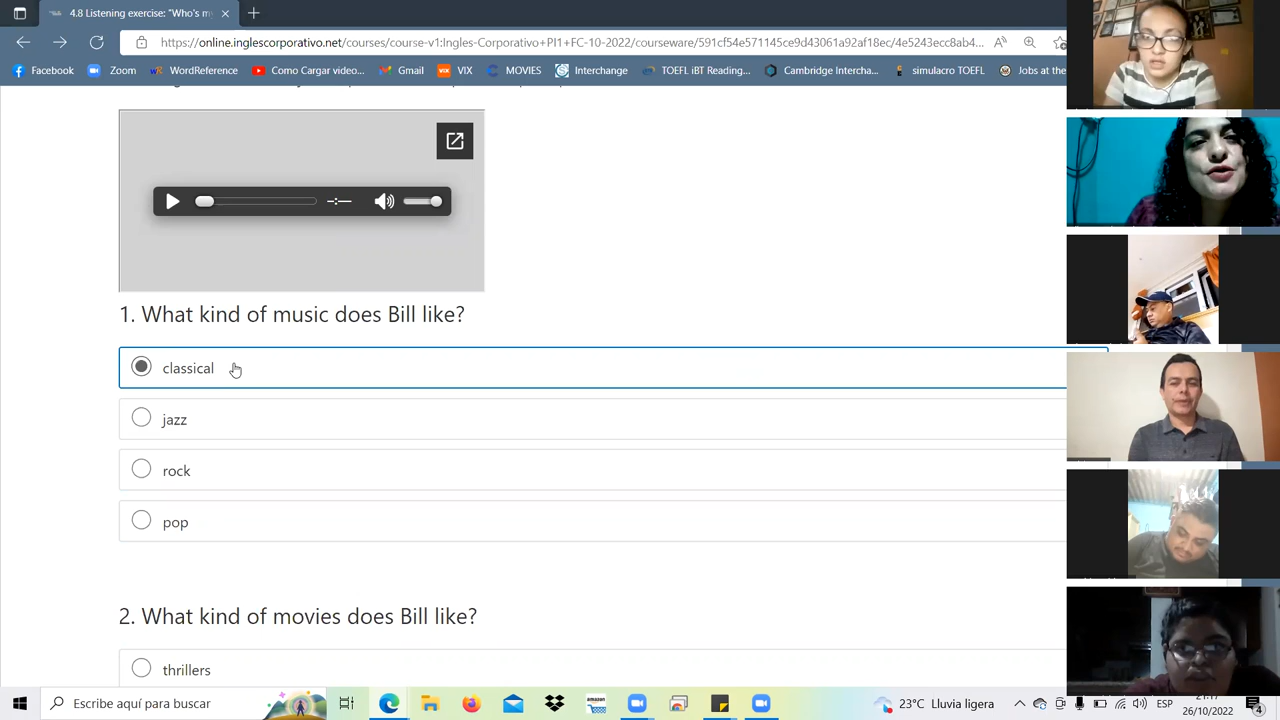 4.8 Listening exercise: "Who's my
https://online.inglescorporativo.net/courses/course-v1:Ingles-Corporativo+PI1+FC-10-2022/courseware/591cf54e571145ce9d43061a92af18ec/4e5243ecc8ab4...
Facebook Zoom WordReference Como Cargar video... Gmail VIX MOVIES Interchange TOEFL iBT Reading... Cambridge Intercha... simulacro TOEFL Jobs at the
1. What kind of music does Bill like?
classical
jazz
rock
pop
2. What kind of movies does Bill like?
thrillers
Escribe aquí para buscar
23°C Lluvia ligera
ESP
26/10/2022
4